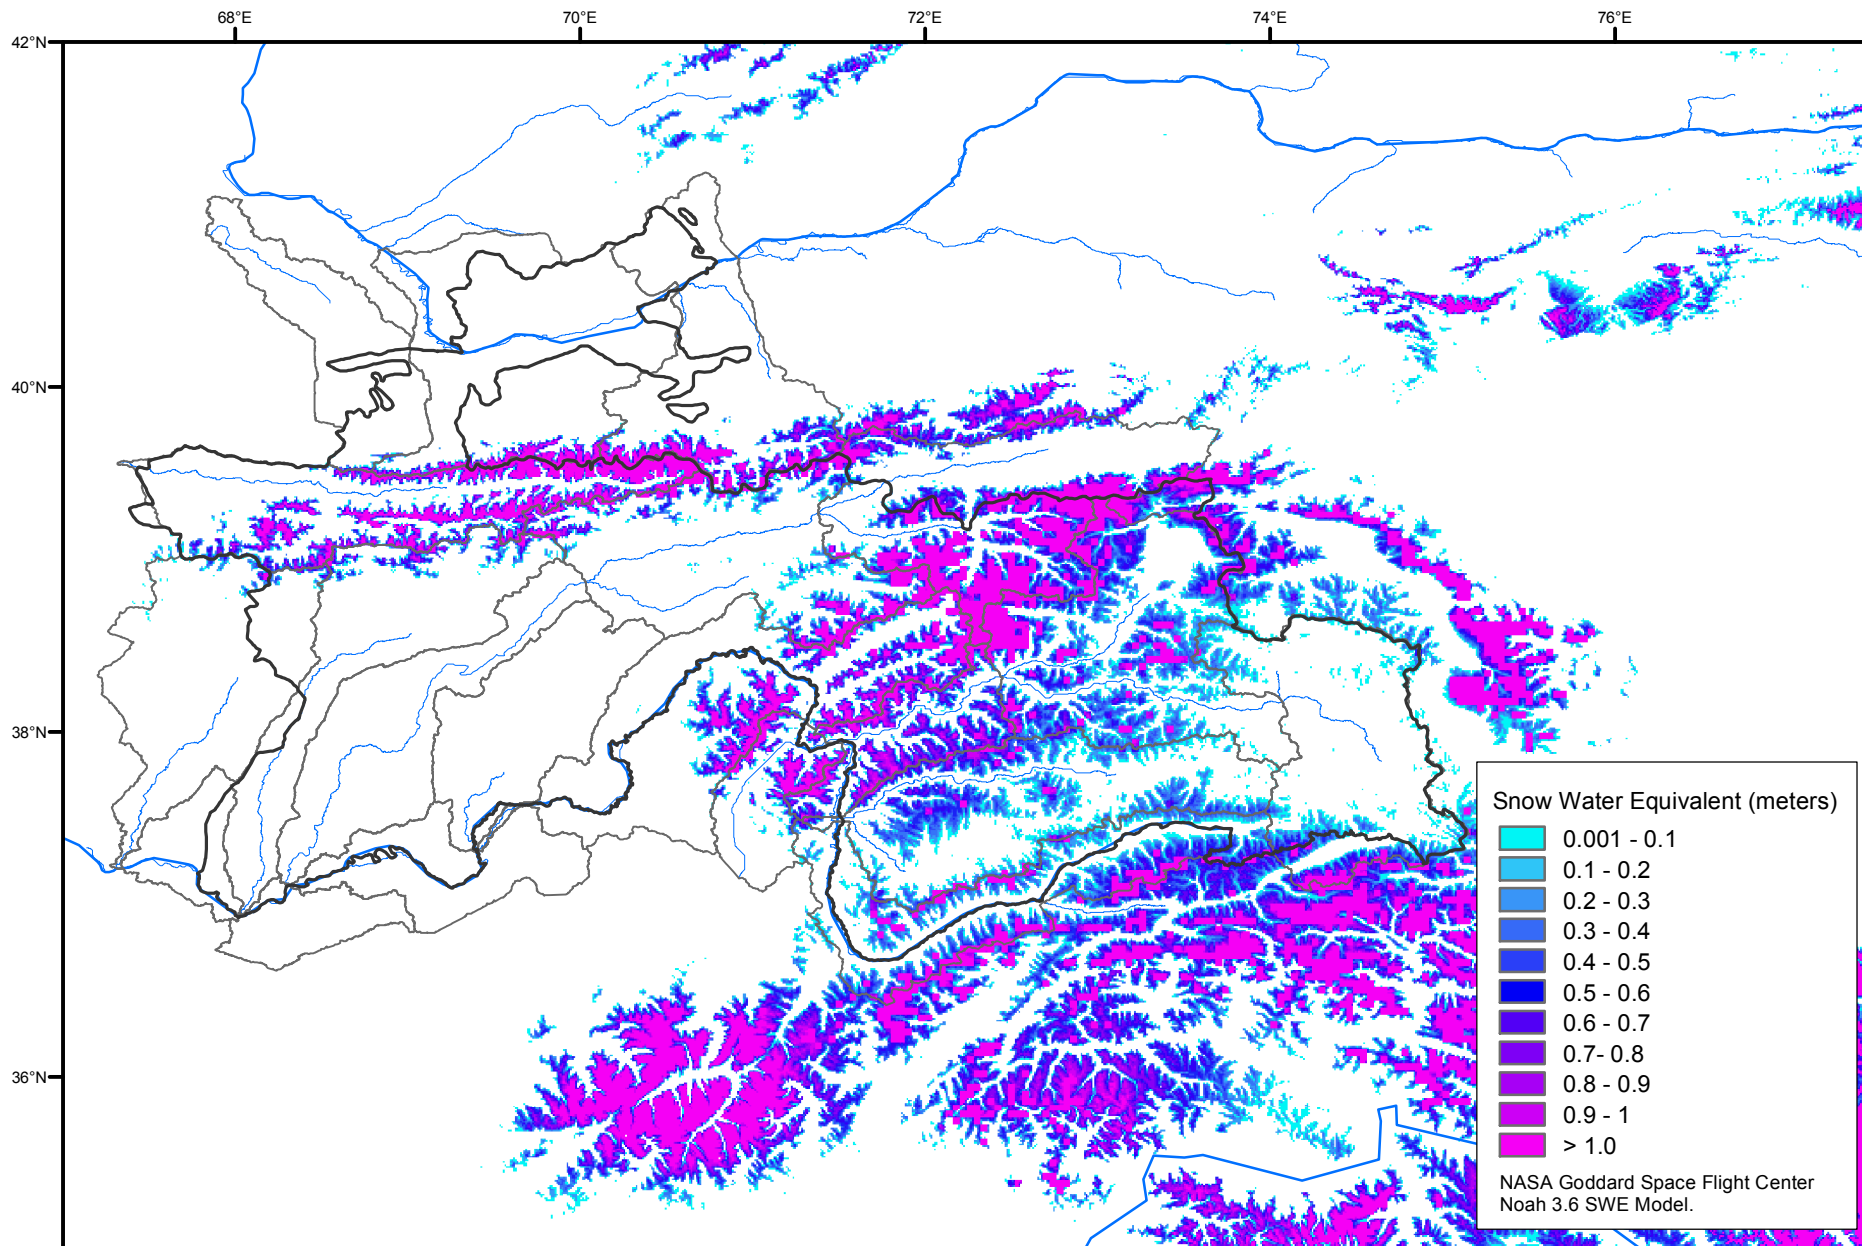 68°E
70°E
72°E
74°E
76°E
42°N
40°N
38°N
36°N
Snow Water Equivalent (meters)
0.001 - 0.1
0.1 - 0.2
0.2 - 0.3
0.3 - 0.4
0.4 - 0.5
0.5 - 0.6
0.6 - 0.7
0.7- 0.8
0.8 - 0.9
0.9 - 1
> 1.0
NASA Goddard Space Flight Center
Noah 3.6 SWE Model.